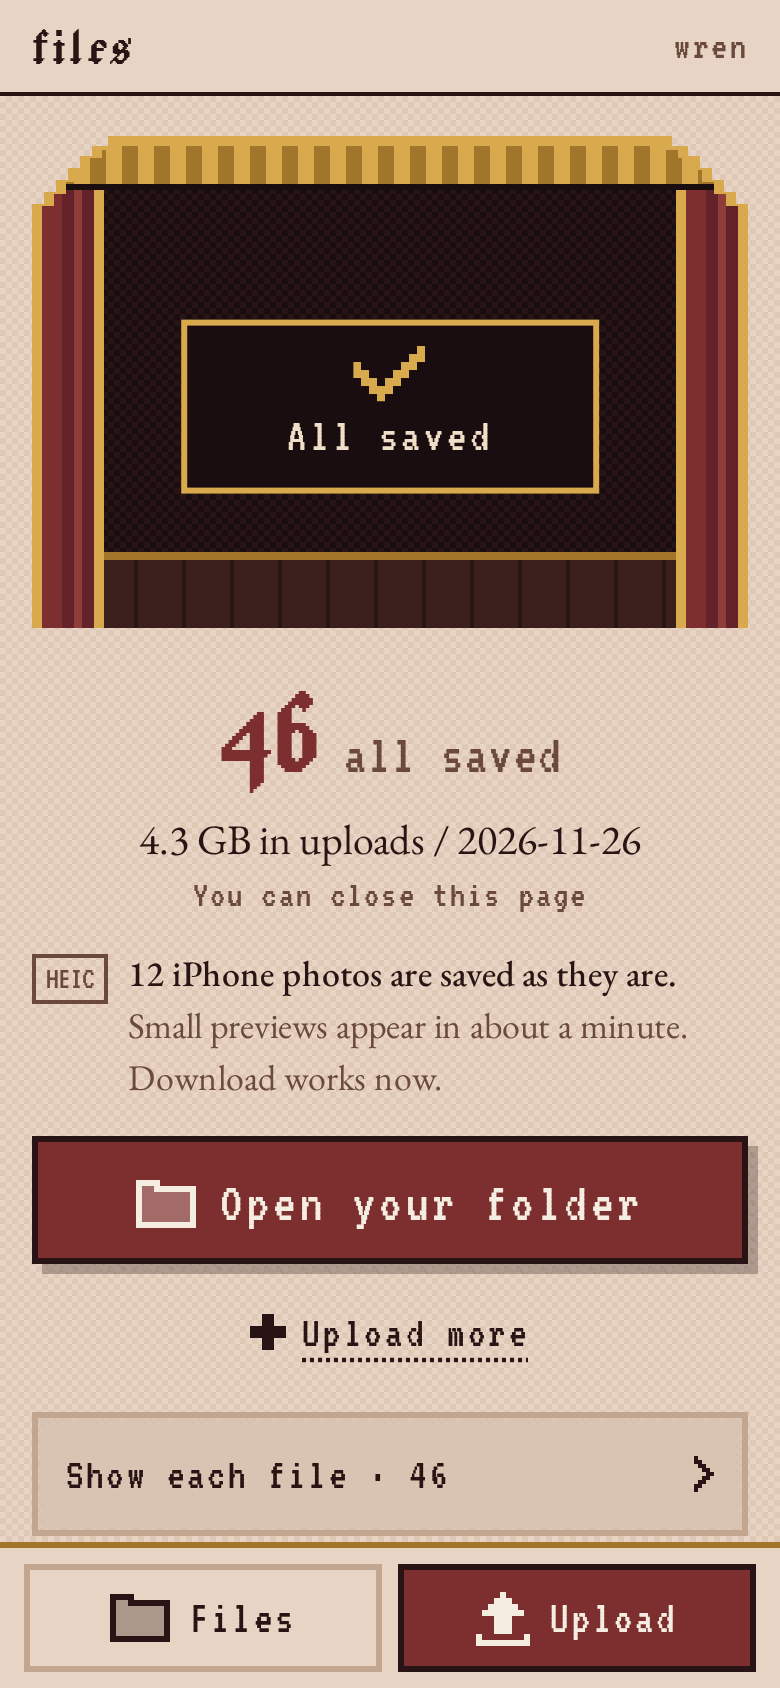 files
wren
All saved
46 all saved
4.3 GB in uploads / 2026-11-26
You can close this page
HEIC
12 iPhone photos are saved as they are.
Small previews appear in about a minute.
Download works now.
Open your folder
Upload more
Show each file · 46
Files
Upload